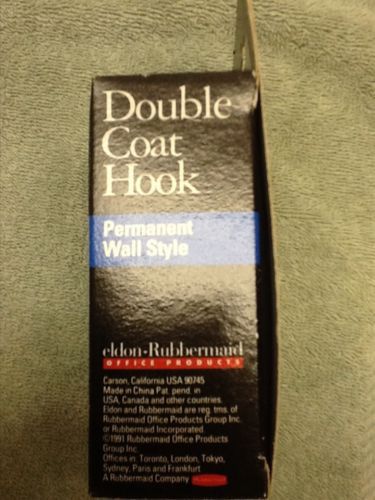 Double
Coat
Hook
Permanent
Wall Style
eldon-Rubbermaid
OFFICE PRODUCTS
Carson, California USA 90745
Made in China Pat. pend. in
USA, Canada and other countries.
Eldon and Rubbermaid are reg. tms. of
Rubbermaid Office Products Group Inc.
or Rubbermaid Incorporated.
©1991 Rubbermaid Office Products
Group Inc.
Offices in: Toronto, London, Tokyo,
Sydney, Paris and Frankfurt
A Rubbermaid Company